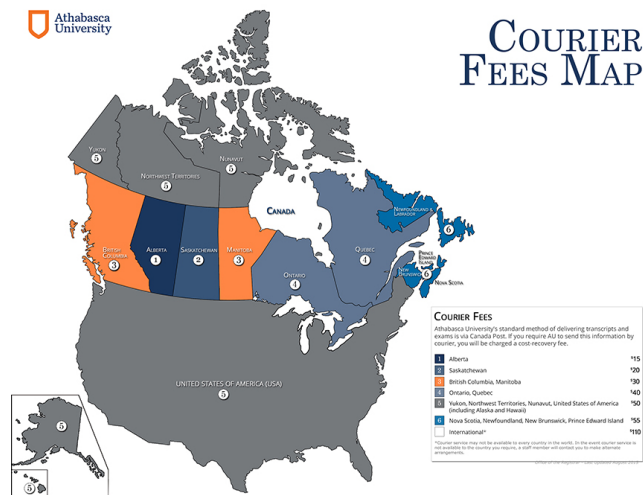 Athabasca
University
COURIER
FEES MAP
YUKON
5
NORTHWEST TERRITORIES
5
NUNAVUT
5
CANADA
BRITISH
COLUMBIA
3
ALBERTA
1
SASKATCHEWAN
2
MANITOBA
3
ONTARIO
4
QUEBEC
4
NEWFOUNDLAND &
LABRADOR
6
PRINCE
EDWARD
ISLAND
NEW
BRUNSWICK
6
NOVA SCOTIA
UNITED STATES OF AMERICA (USA)
5
5
5
COURIER FEES
Athabasca University's standard method of delivering transcripts and
exams is via Canada Post. If you require AU to send this information by
courier, you will be charged a cost-recovery fee.
1 Alberta $15
2 Saskatchewan $20
3 British Columbia, Manitoba $30
4 Ontario, Quebec $40
5 Yukon, Northwest Territories, Nunavut, United States of America $50
(including Alaska and Hawaii)
6 Nova Scotia, Newfoundland, New Brunswick, Prince Edward Island $55
International* $110
*Courier service may not be available to every country in the world. In the event courier service is
not available to the country you require, a staff member will contact you to make alternate
arrangements.